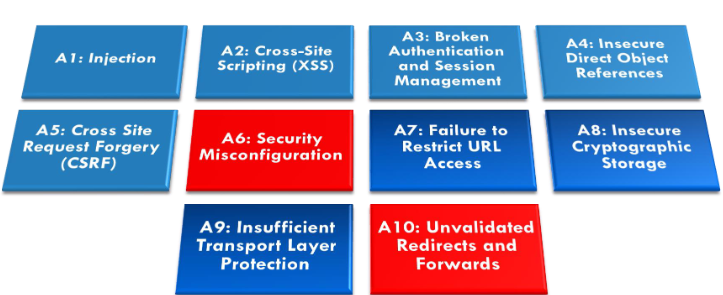 A1: Injection
A2: Cross-Site
Scripting (XSS)
A3: Broken
Authentication
and Session
Management
A4: Insecure
Direct Object
References
A5: Cross Site
Request Forgery
(CSRF)
A6: Security
Misconfiguration
A7: Failure to
Restrict URL
Access
A8: Insecure
Cryptographic
Storage
A9: Insufficient
Transport Layer
Protection
A10: Unvalidated
Redirects and
Forwards